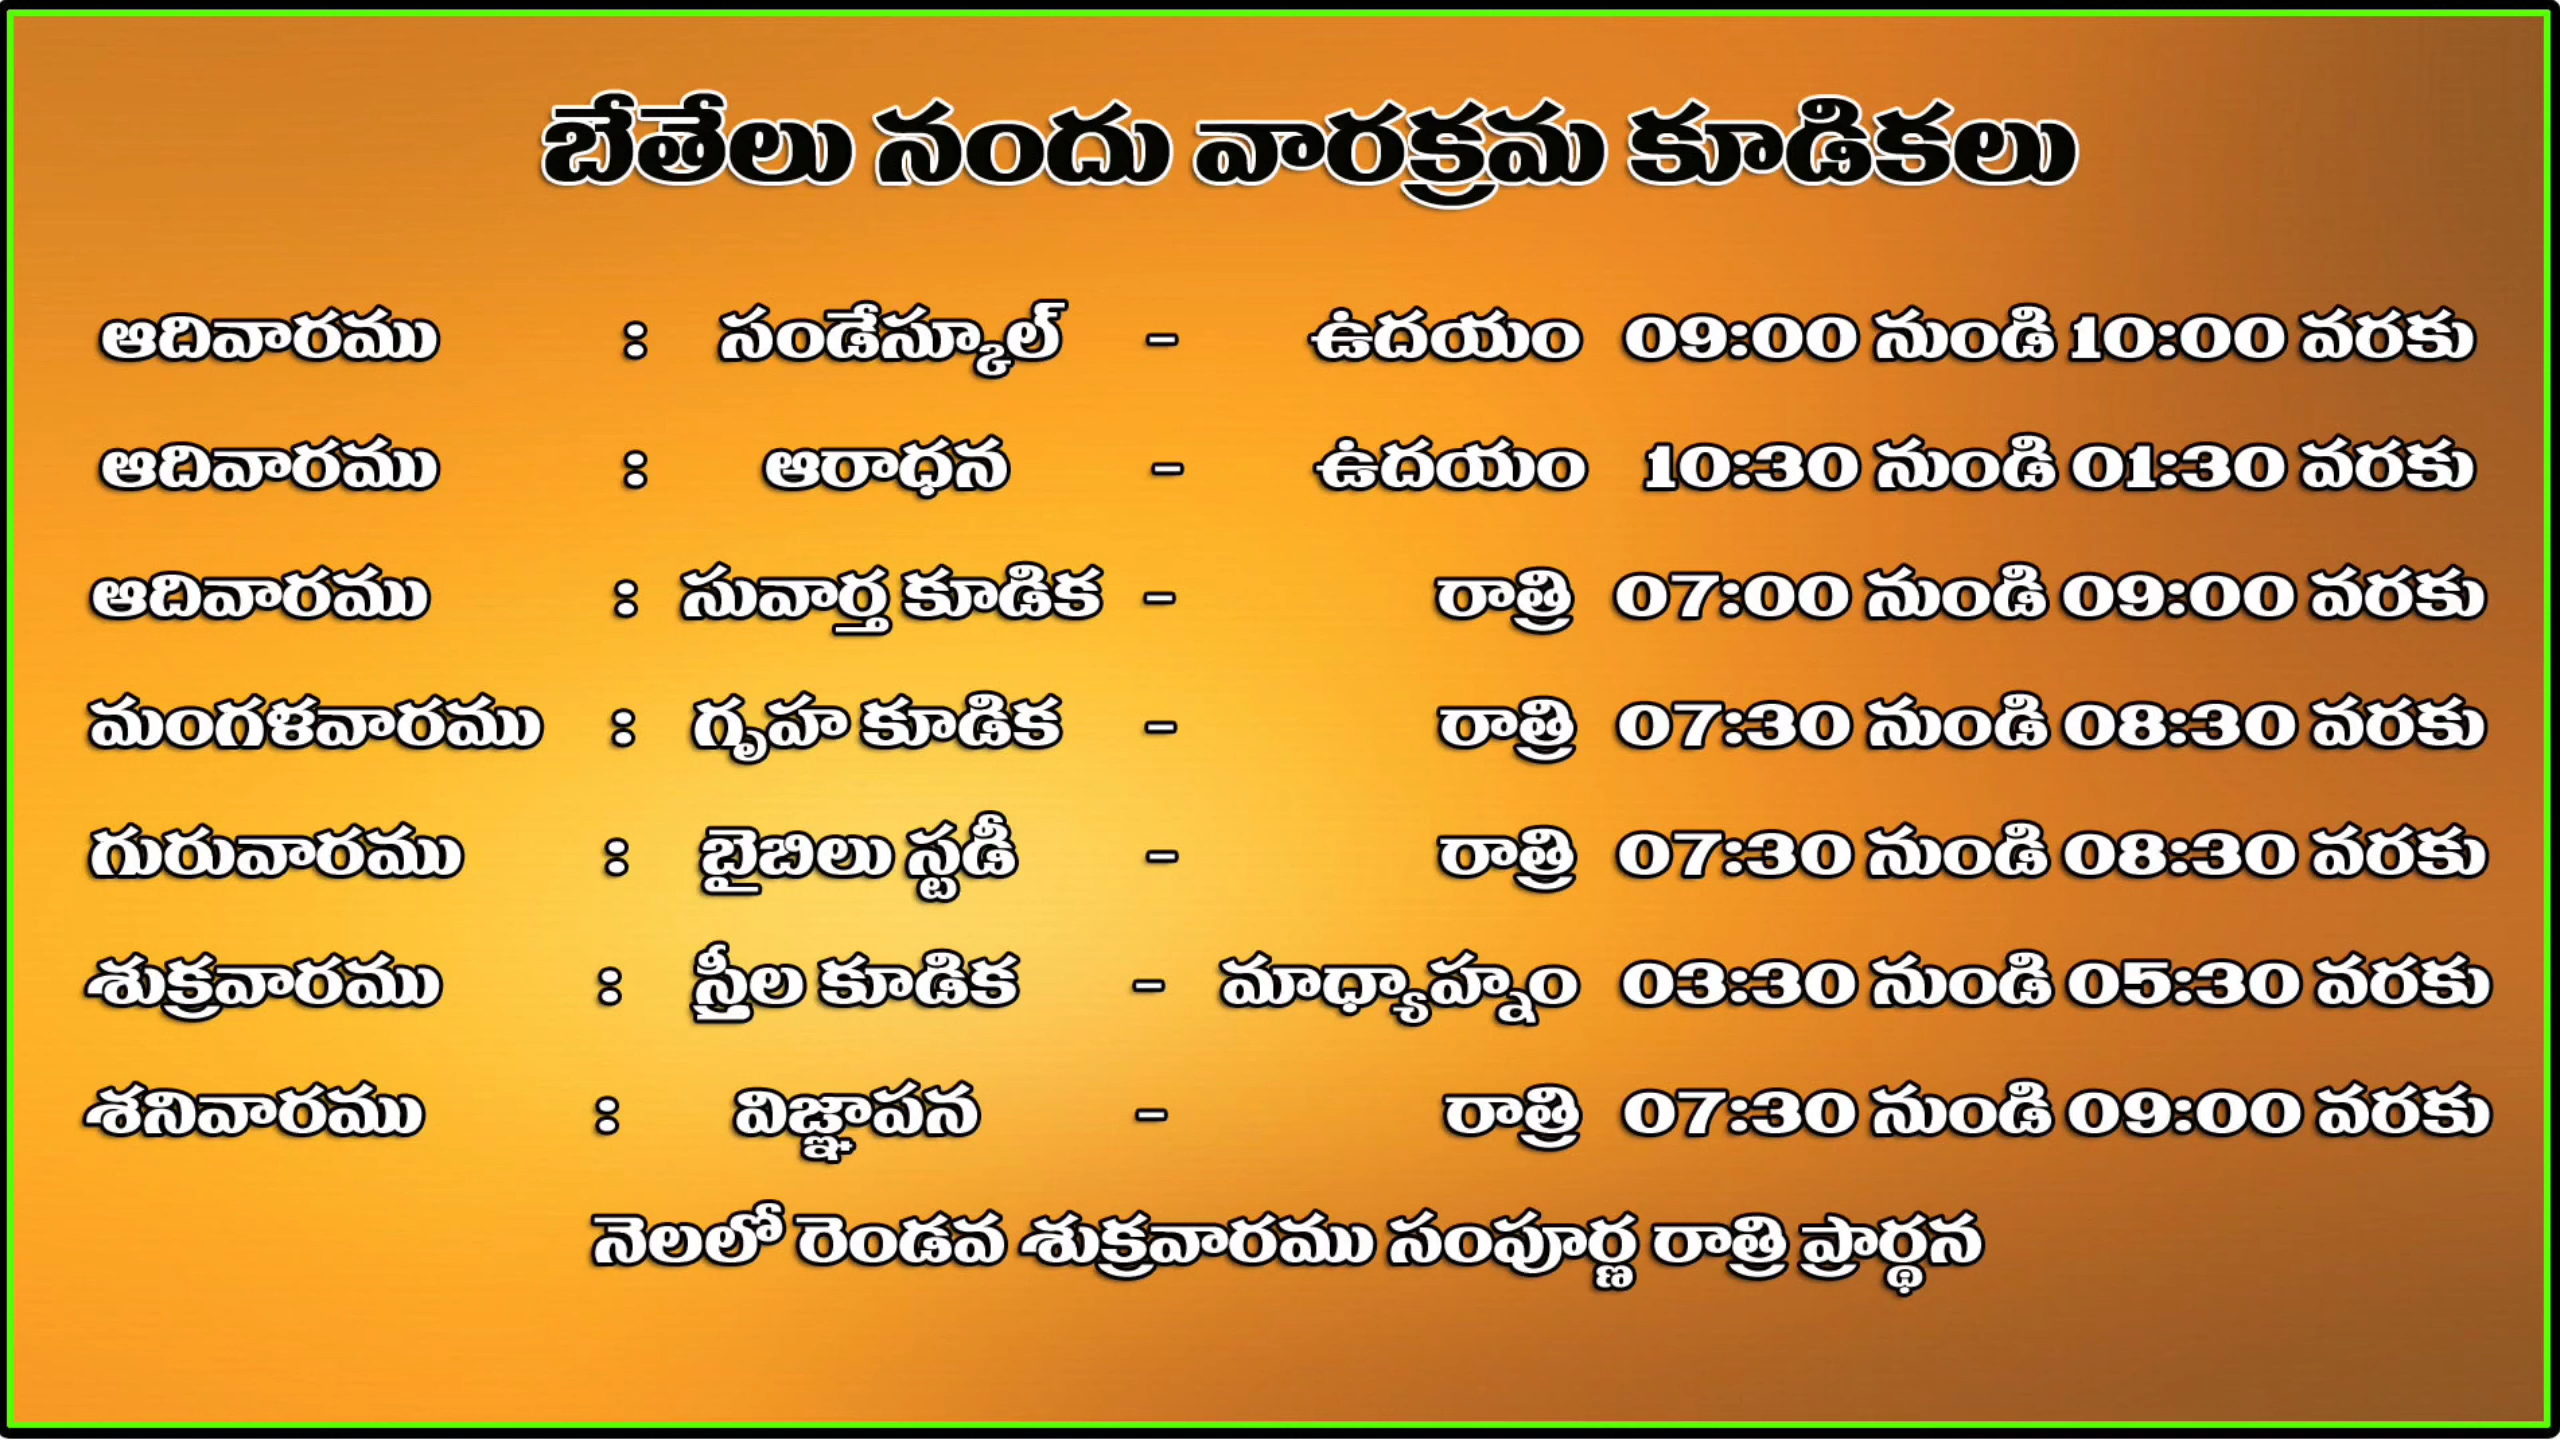 బేతేలు నందు వారక్రమ కూడికలు
ఆదివారము : సండేస్కూల్ - ఉదయం 09:00 నుండి 10:00 వరకు
ఆదివారము : ఆరాధన - ఉదయం 10:30 నుండి 01:30 వరకు
ఆదివారము : సువార్త కూడిక - రాత్రి 07:00 నుండి 09:00 వరకు
మంగళవారము : గృహ కూడిక - రాత్రి 07:30 నుండి 08:30 వరకు
గురువారము : బైబిలు స్టడీ - రాత్రి 07:30 నుండి 08:30 వరకు
శుక్రవారము : స్త్రీల కూడిక - మాధ్యాహ్నం 03:30 నుండి 05:30 వరకు
శనివారము : విజ్ఞాపన - రాత్రి 07:30 నుండి 09:00 వరకు
నెలలో రెండవ శుక్రవారము సంపూర్ణ రాత్రి ప్రార్థన